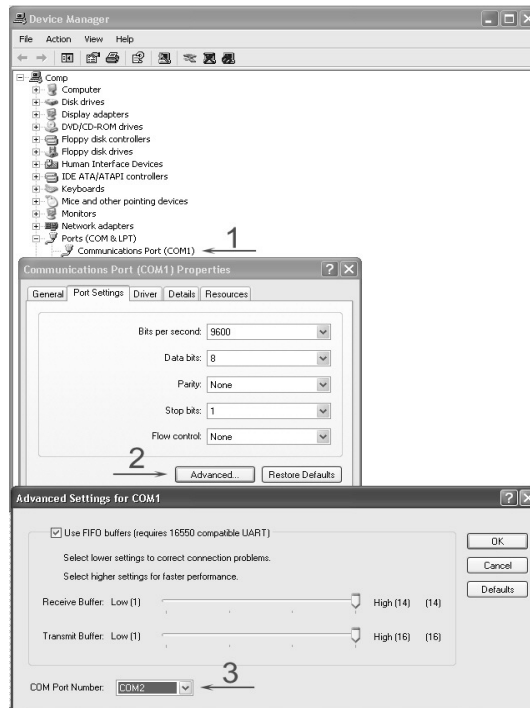 Device Manager
File Action View Help
Comp
Computer
Disk drives
Display adapters
DVD/CD-ROM drives
Floppy disk controllers
Floppy disk drives
Human Interface Devices
IDE ATA/ATAPI controllers
Keyboards
Mice and other pointing devices
Monitors
Network adapters
Ports (COM & LPT)
Communications Port (COM1)
1
Communications Port (COM1) Properties
General Port Settings Driver Details Resources
Bits per second: 9600
Data bits: 8
Parity: None
Stop bits: 1
Flow control: None
2
Advanced... Restore Defaults
Advanced Settings for COM1
Use FIFO buffers (requires 16550 compatible UART)
OK
Select lower settings to correct connection problems.
Cancel
Select higher settings for faster performance.
Defaults
Receive Buffer: Low (1) High (14) (14)
Transmit Buffer: Low (1) High (16) (16)
COM Port Number: COM2
3